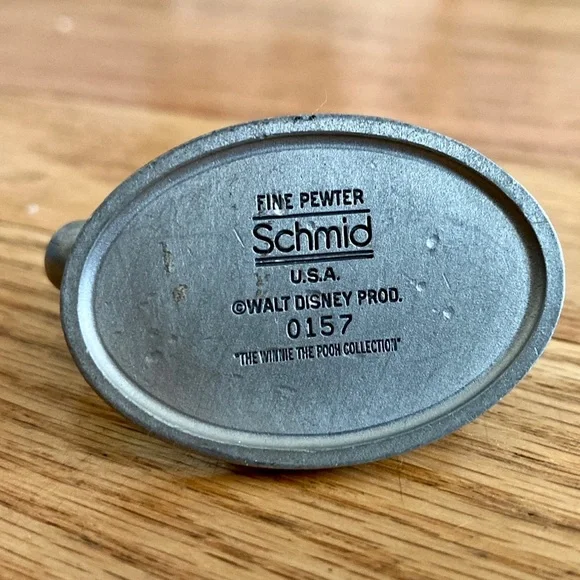 FINE PEWTER
Schmid
U.S.A.
©WALT DISNEY PROD.
0157
"THE WINNIE THE POOH COLLECTION"